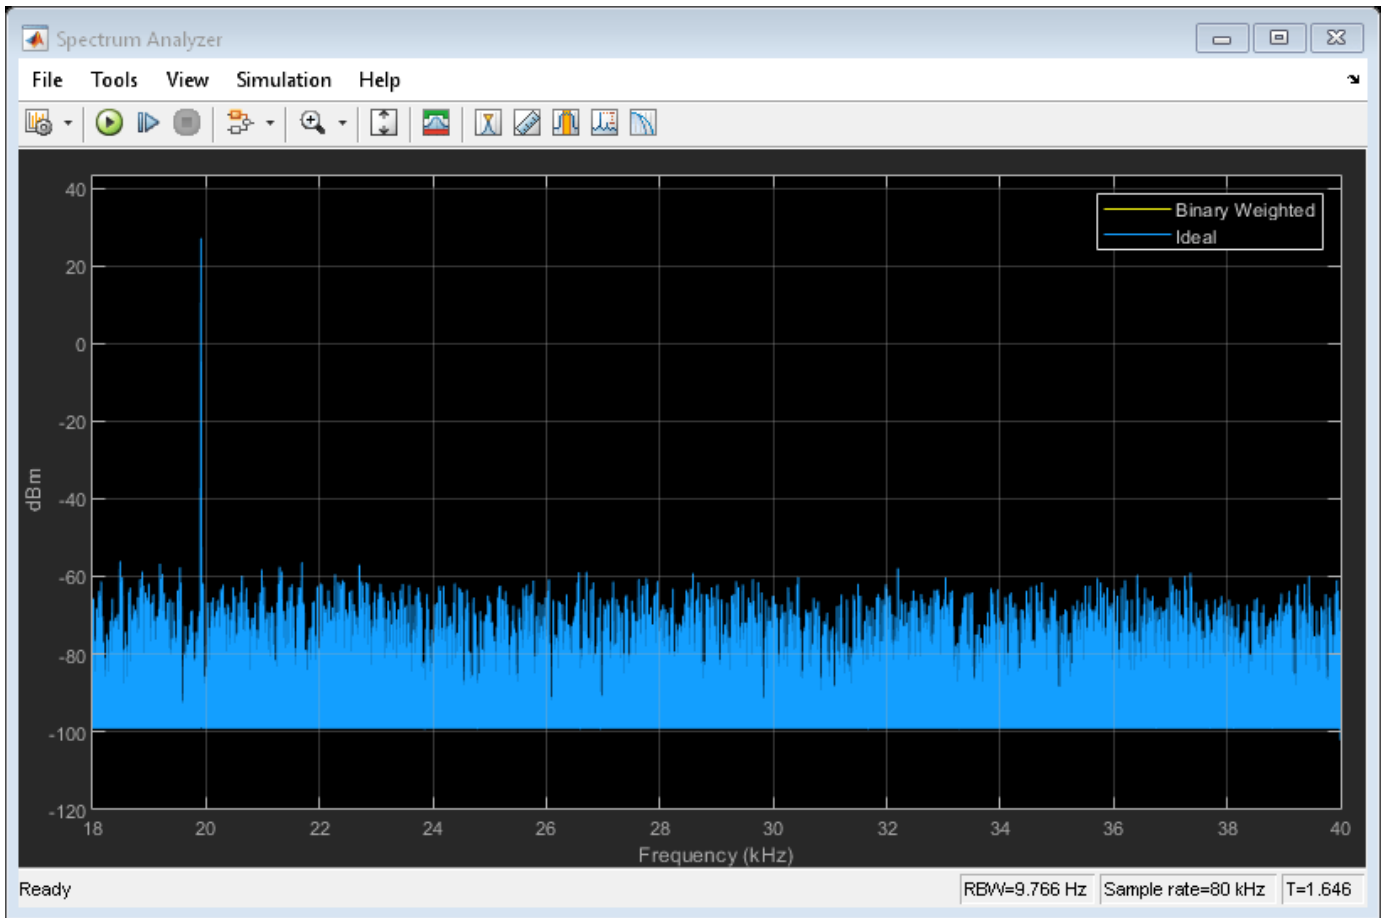 Spectrum Analyzer
File Tools View Simulation Help
40
Binary Weighted
Ideal
20
0
-20
dBm
-40
-60
-80
-100
-120
18 20 22 24 26 28 30 32 34 36 38 40
Frequency (kHz)
Ready RBW=9.766 Hz Sample rate=80 kHz T=1.646